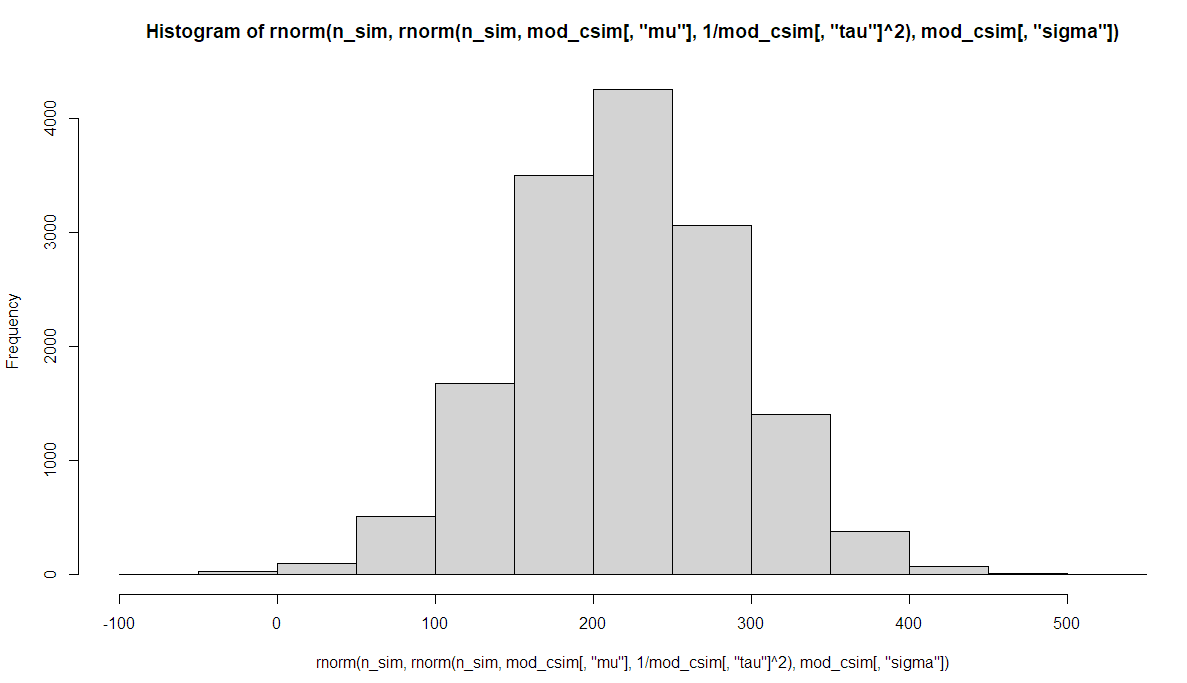 Histogram of rnorm(n_sim, rnorm(n_sim, mod_csim[, "mu"], 1/mod_csim[, "tau"]^2), mod_csim[, "sigma"])
Frequency
4000
3000
2000
1000
0
-100 0 100 200 300 400 500
rnorm(n_sim, rnorm(n_sim, mod_csim[, "mu"], 1/mod_csim[, "tau"]^2), mod_csim[, "sigma"])